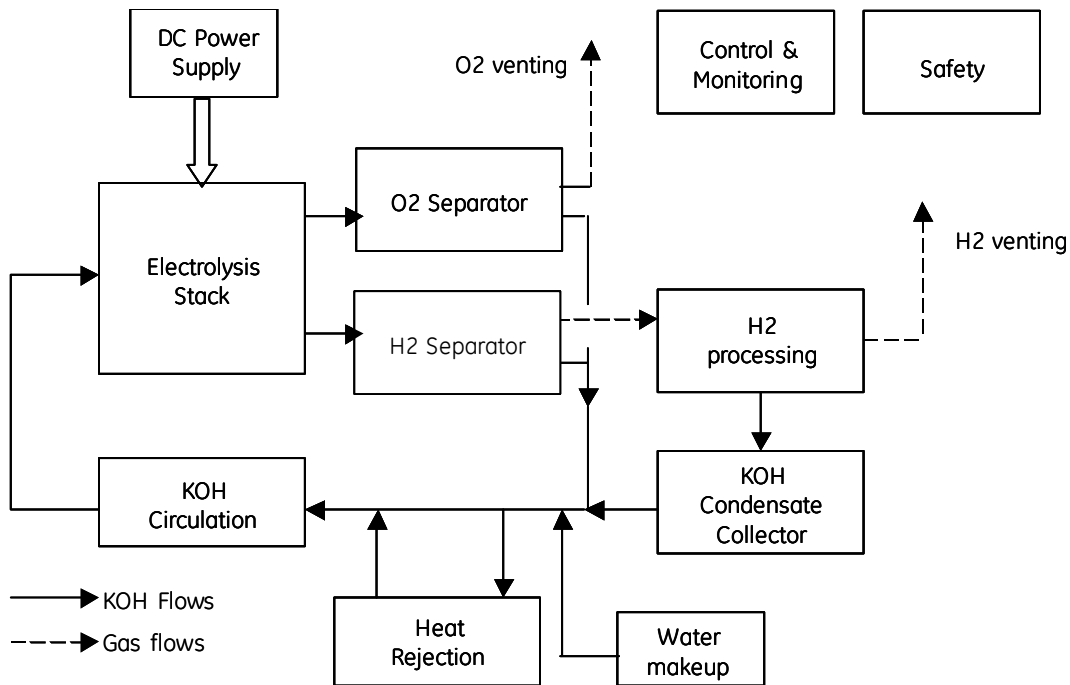 DC Power
Supply
O2 venting
Control &
Monitoring
Safety
O2 Separator
Electrolysis
Stack
H2 venting
H2 Separator
H2
processing
KOH
Circulation
KOH
Condensate
Collector
KOH Flows
Gas flows
Heat
Rejection
Water
makeup